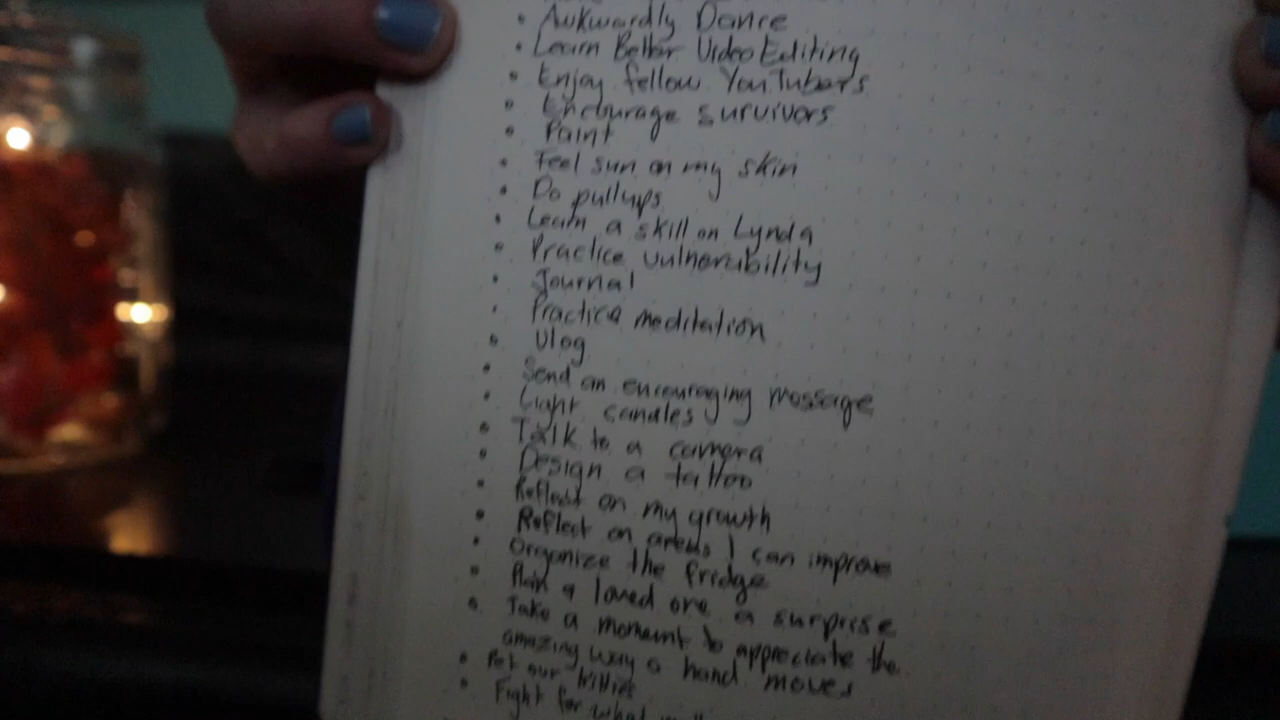 • Awkwardly Dance
• Learn Better Video Editing
• Enjoy fellow YouTubers
• Encourage survivors
• Paint
• Feel sun on my skin
• Do pullups
• Learn a skill on Lynda
• Practice vulnerability
• Journal
• Practice meditation
• Vlog
• Send an encouraging message
• Light candles
• Talk to a camera
• Design a tattoo
• Reflect on my growth
• Reflect on areas I can improve
• Organize the fridge
• Plan a loved one a surprise
• Take a moment to appreciate the
amazing way a hand moves
• Pet our kitties
• Fight for what